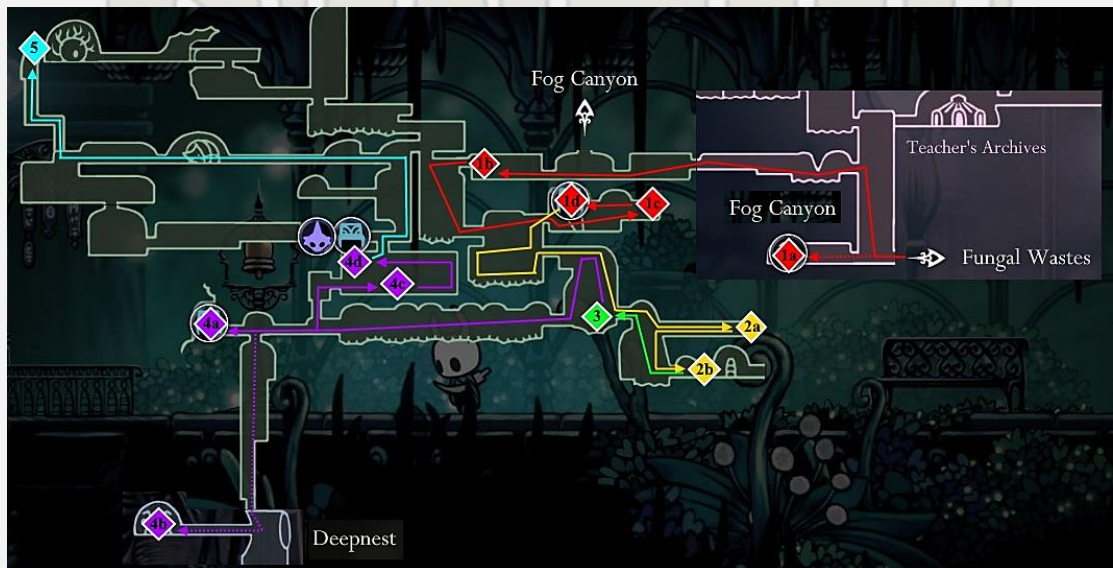 5
Fog Canyon
Teacher's Archives
1b
1d
1c
Fog Canyon
1a
Fungal Wastes
4d
4c
4a
3
2a
2b
4b
Deepnest